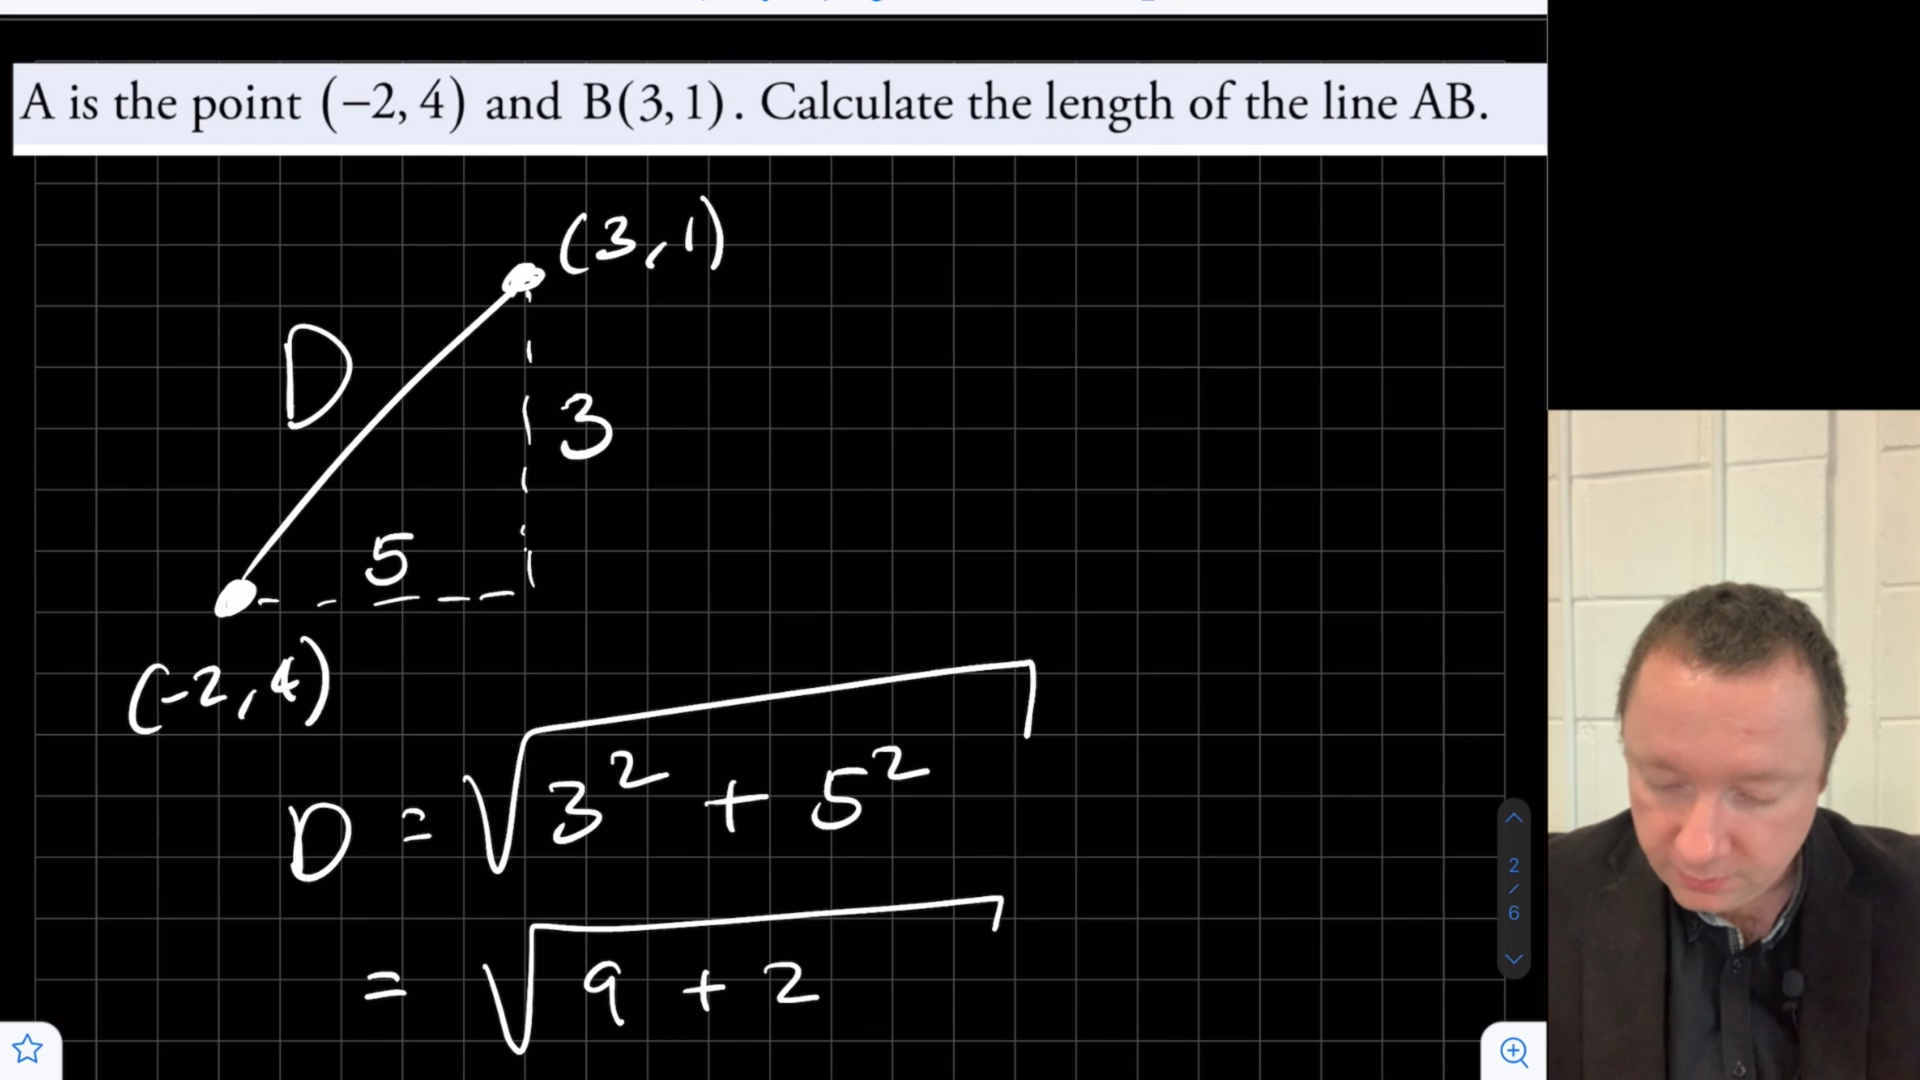 A is the point (−2, 4) and B(3, 1). Calculate the length of the line AB.
(3, 1)
D
3
5
(-2, 4)
D = √3² + 5²
= √9 + 2
2
/
6